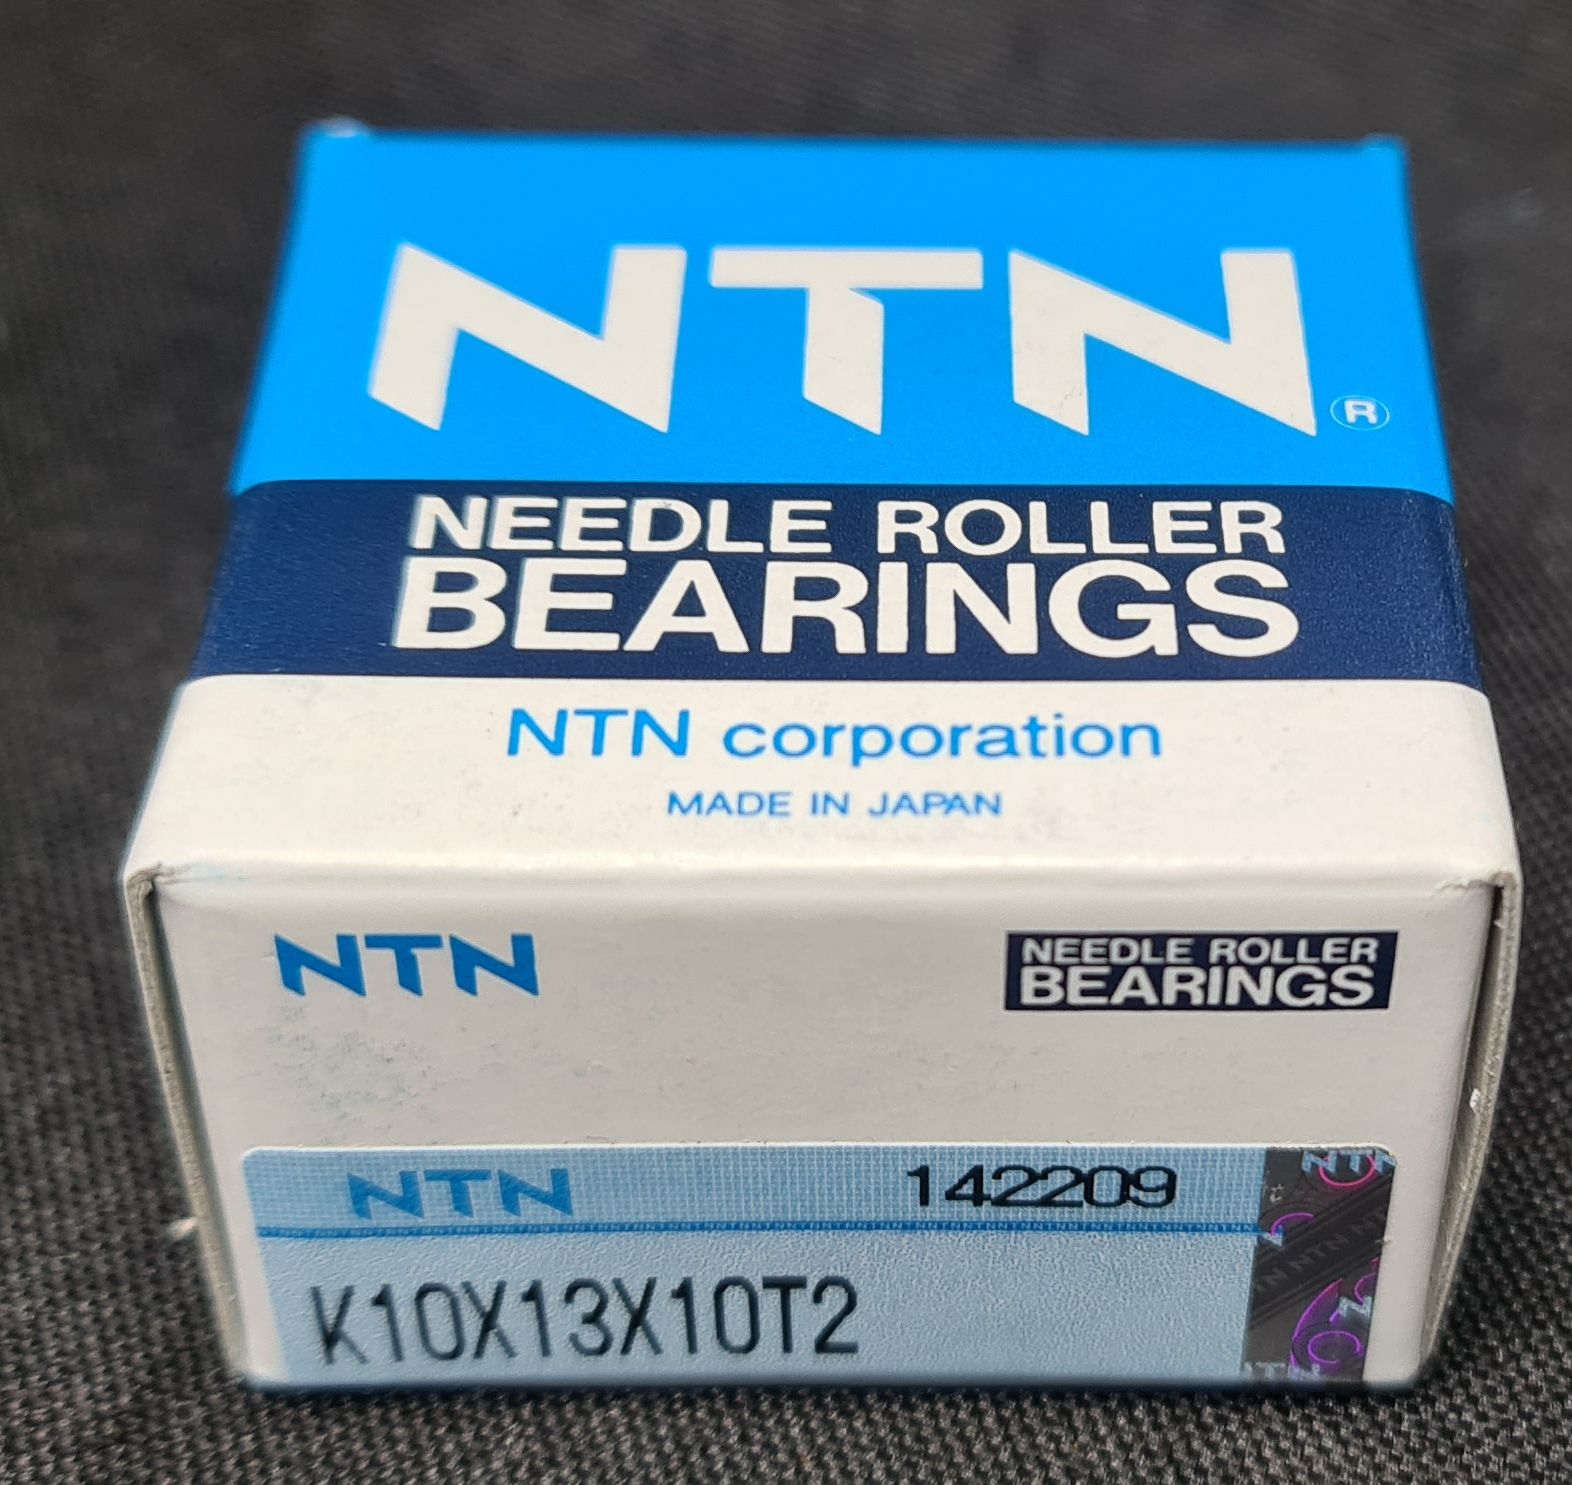 NTN ®
NEEDLE ROLLER
BEARINGS
NTN corporation
MADE IN JAPAN
NTN
NEEDLE ROLLER
BEARINGS
NTN 142209
K10X13X10T2